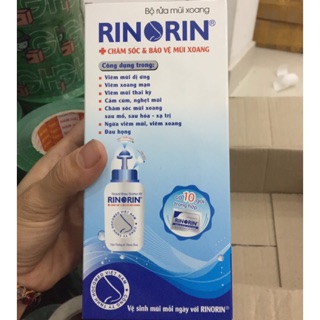 Bộ rửa mũi xoang
RINORIN®
CHĂM SÓC & BẢO VỆ MŨI XOANG
Công dụng trong:
Viêm mũi dị ứng
Viêm xoang mạn
Viêm mũi thai kỳ
Cảm cúm, nghẹt mũi
Chăm sóc mũi xoang
sau mổ, sau hóa - xạ trị
Ngừa viêm mũi, viêm xoang
Đau họng
RINORIN®
10
RINORIN
Vệ sinh mũi mỗi ngày với RINORIN®